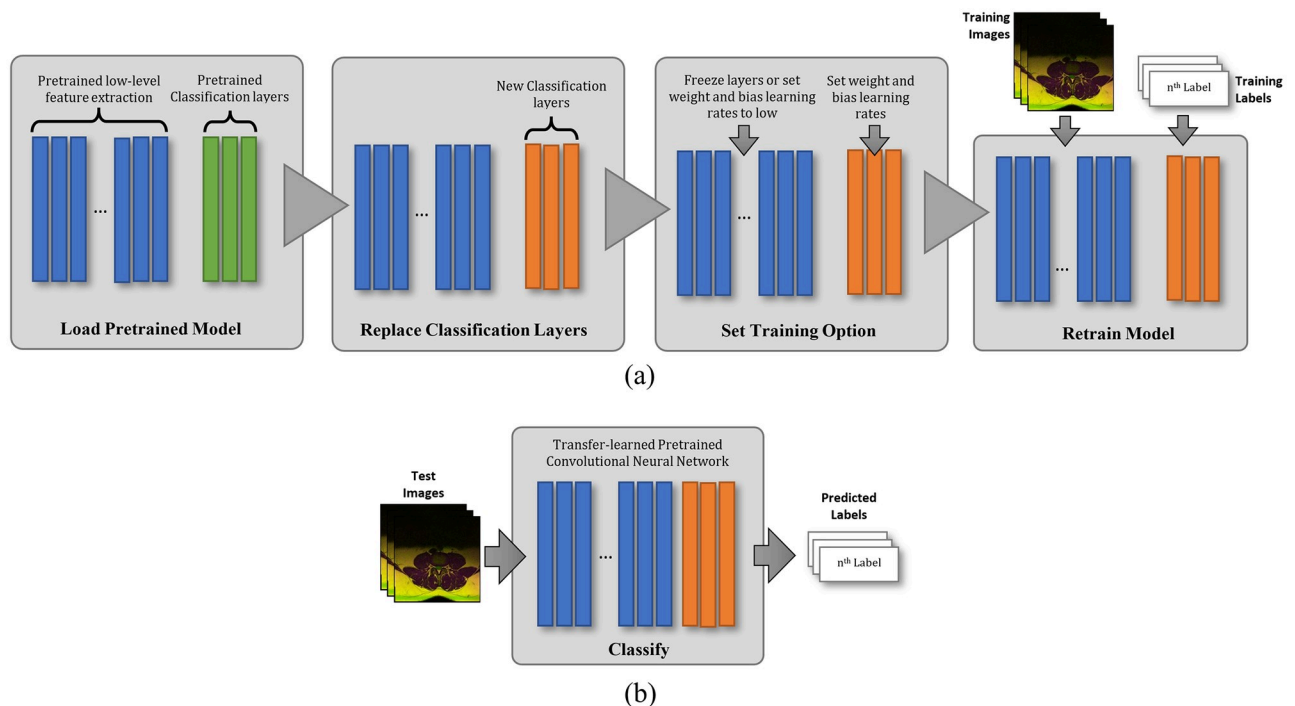 Pretrained low-level
feature extraction
Pretrained
Classification layers
...
Load Pretrained Model
New Classification
layers
...
Replace Classification Layers
Freeze layers or set
weight and bias learning
rates to low
Set weight and
bias learning
rates
...
Set Training Option
Training
Images
nth Label
Training
Labels
...
Retrain Model
(a)
Transfer-learned Pretrained
Convolutional Neural Network
Test
Images
...
Classify
Predicted
Labels
nth Label
(b)